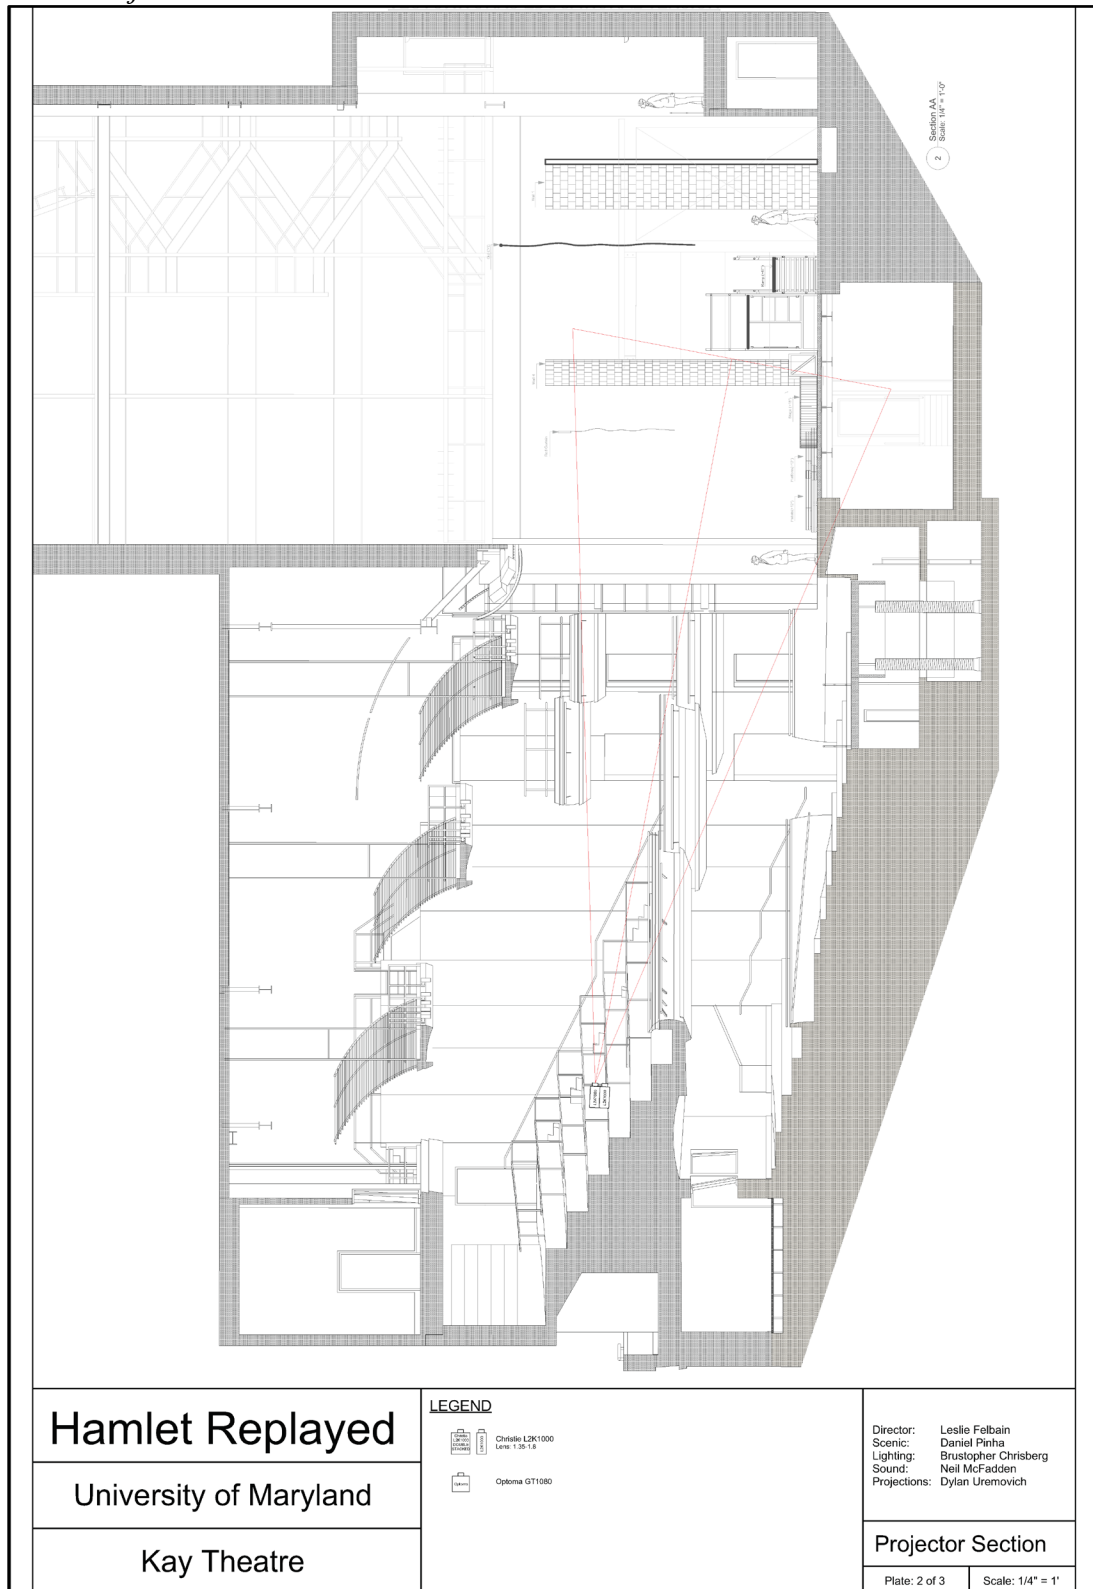 Section AA
Scale: 1/4" = 1'-0"
2
Hamlet Replayed
University of Maryland
Kay Theatre
LEGEND
Christie L2K1000
Lens: 1.35-1.8
Optoma GT1080
Director: Leslie Felbain
Scenic: Daniel Pinha
Lighting: Brustopher Chrisberg
Sound: Neil McFadden
Projections: Dylan Uremovich
Projector Section
Plate: 2 of 3
Scale: 1/4" = 1'